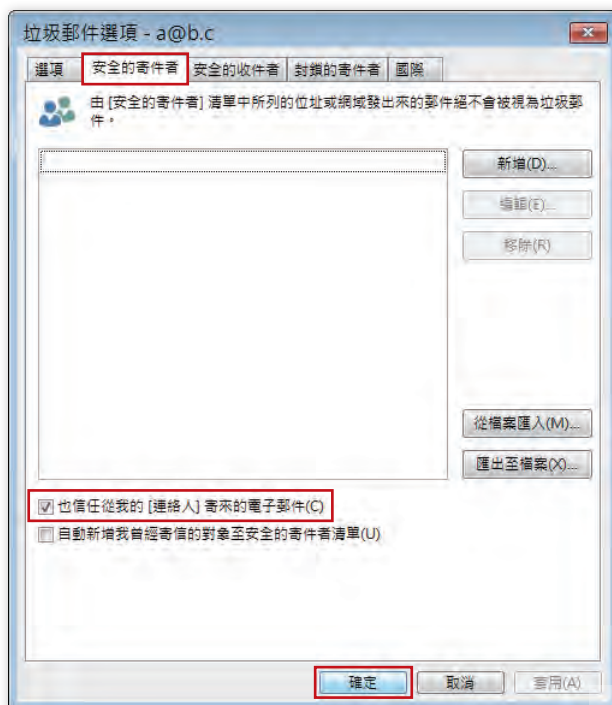 垃圾郵件選項 - a@b.c
選項 安全的寄件者 安全的收件者 封鎖的寄件者 國際
由 [安全的寄件者] 清單中所列的位址或網域發出來的郵件絕不會被視為垃圾郵
件。
新增(D)...
編輯(E)...
移除(R)
從檔案匯入(M)...
匯出至檔案(X)...
也信任從我的 [連絡人] 寄來的電子郵件(C)
自動新增我曾經寄信的對象至安全的寄件者清單(U)
確定 取消 套用(A)